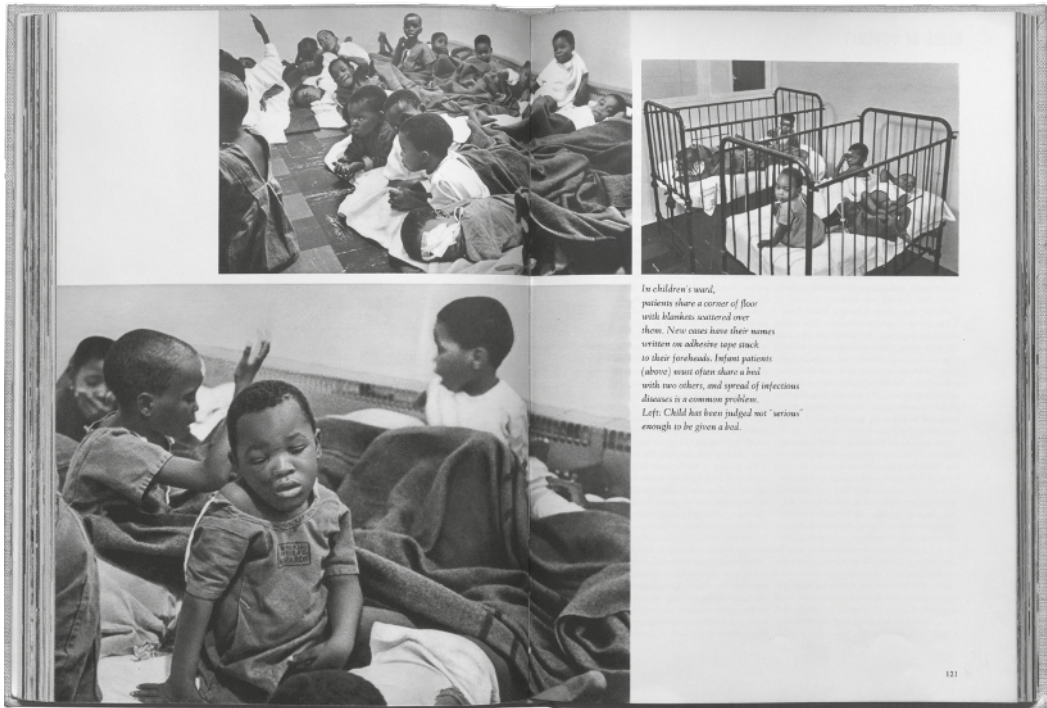 In children's ward,
patients share a corner of floor
with blankets scattered over
them. New cases have their names
written on adhesive tape stuck
to their foreheads. Infant patients
(above) must often share a bed
with two others, and spread of infectious
diseases is a common problem.
Left: Child has been judged not "serious"
enough to be given a bed.
121